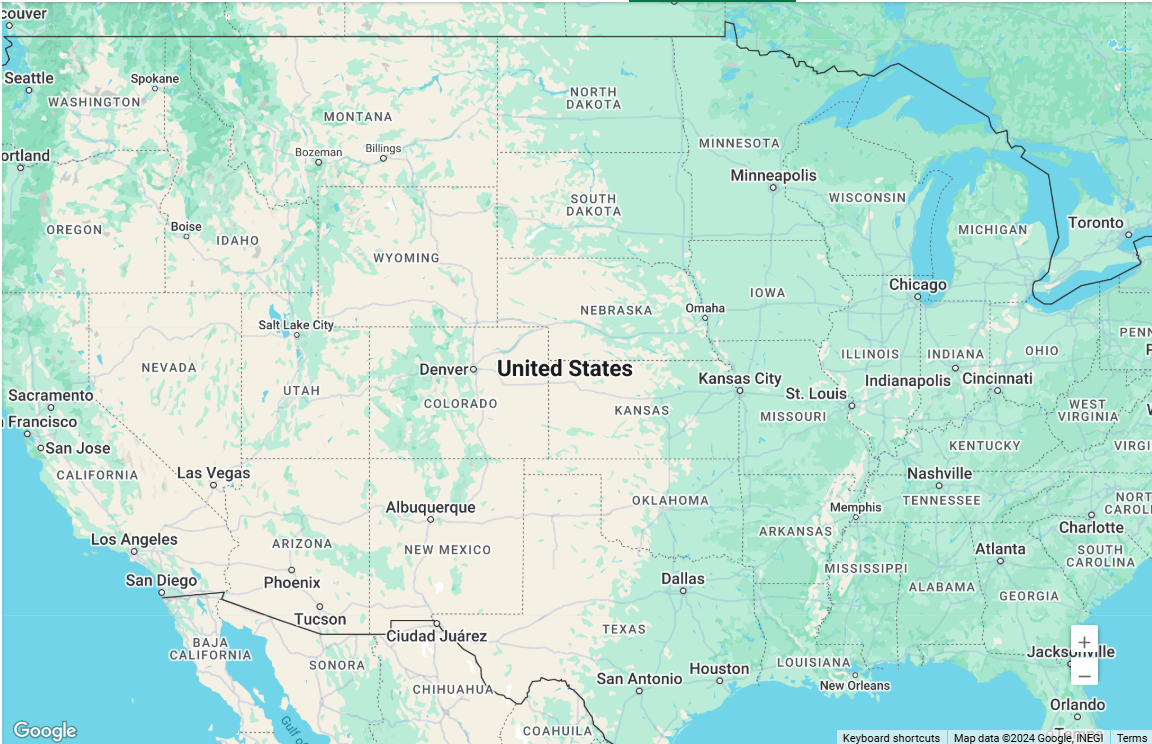 couver
Seattle
Spokane
WASHINGTON
MONTANA
NORTH
DAKOTA
MINNESOTA
ortland
Bozeman
Billings
Minneapolis
WISCONSIN
SOUTH
DAKOTA
OREGON
Boise
IDAHO
MICHIGAN
Toronto
WYOMING
Chicago
IOWA
NEBRASKA
Omaha
Salt Lake City
PENN
NEVADA
Denver
United States
ILLINOIS
INDIANA
OHIO
UTAH
COLORADO
Kansas City
St. Louis
Indianapolis
Cincinnati
Sacramento
n Francisco
San Jose
KANSAS
MISSOURI
WEST
VIRGINIA
CALIFORNIA
Las Vegas
KENTUCKY
VIRGI
Nashville
Albuquerque
OKLAHOMA
TENNESSEE
Memphis
NORT
CAROL
Charlotte
Los Angeles
ARIZONA
NEW MEXICO
ARKANSAS
Atlanta
SOUTH
CAROLINA
San Diego
Phoenix
Dallas
MISSISSIPPI
ALABAMA
GEORGIA
Tucson
Ciudad Juárez
TEXAS
BAJA
CALIFORNIA
SONORA
Jacksonville
CHIHUAHUA
San Antonio
Houston
LOUISIANA
New Orleans
Orlando
COAHUILA
Gulf of
Tampa
Google
Keyboard shortcuts
Map data ©2024 Google, INEGI
Terms